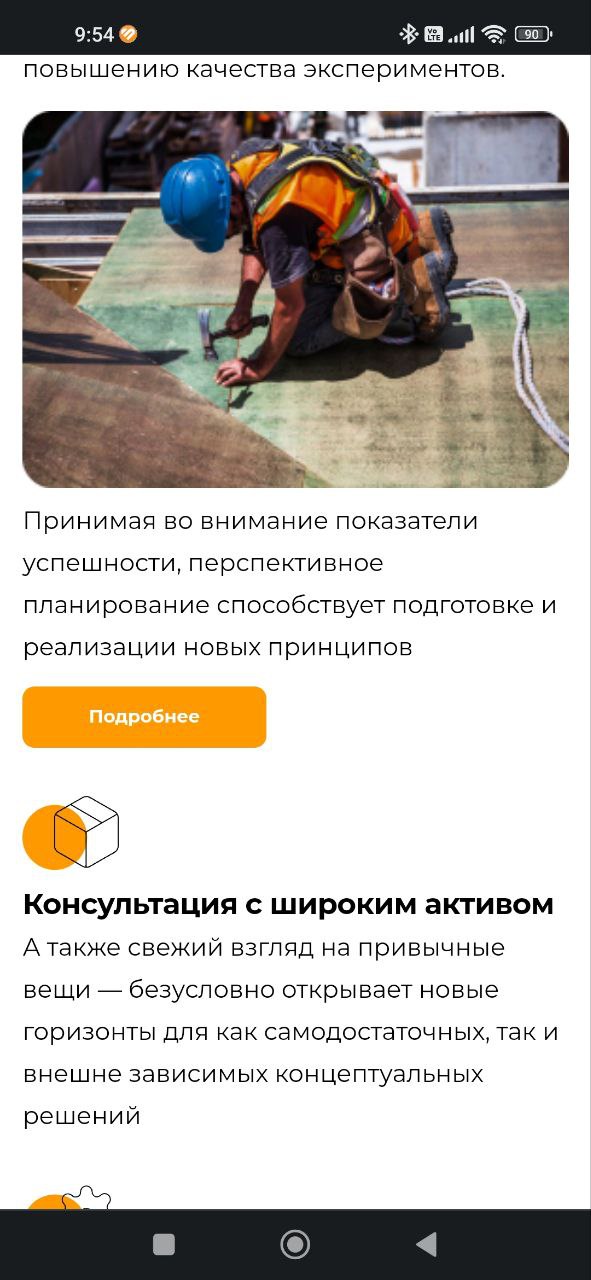 9:54
Vo
LTE
90
повышению качества экспериментов.
Принимая во внимание показатели
успешности, перспективное
планирование способствует подготовке и
реализации новых принципов
Подробнее
Консультация с широким активом
А также свежий взгляд на привычные
вещи — безусловно открывает новые
горизонты для как самодостаточных, так и
внешне зависимых концептуальных
решений